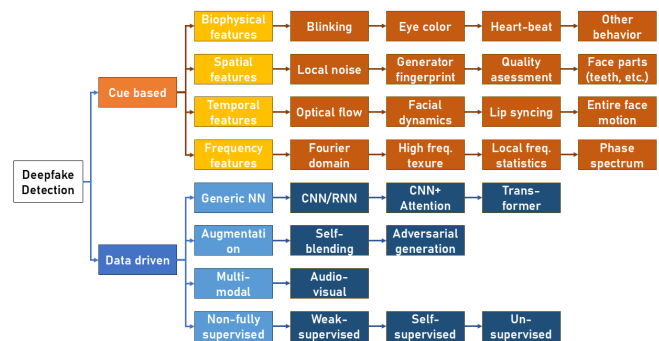 Biophysical
features
Blinking
Eye color
Heart-beat
Other
behavior
Spatial
features
Local noise
Generator
fingerprint
Quality
asessment
Face parts
(teeth, etc.)
Cue based
Temporal
features
Optical flow
Facial
dynamics
Lip syncing
Entire face
motion
Frequency
features
Fourier
domain
High freq.
texure
Local freq.
statistics
Phase
spectrum
Deepfake
Detection
Generic NN
CNN/RNN
CNN+
Attention
Trans-
former
Data driven
Augmentati
on
Self-
blending
Adversarial
generation
Multi-
modal
Audio-
visual
Non-fully
supervised
Weak-
supervised
Self-
supervised
Un-
supervised